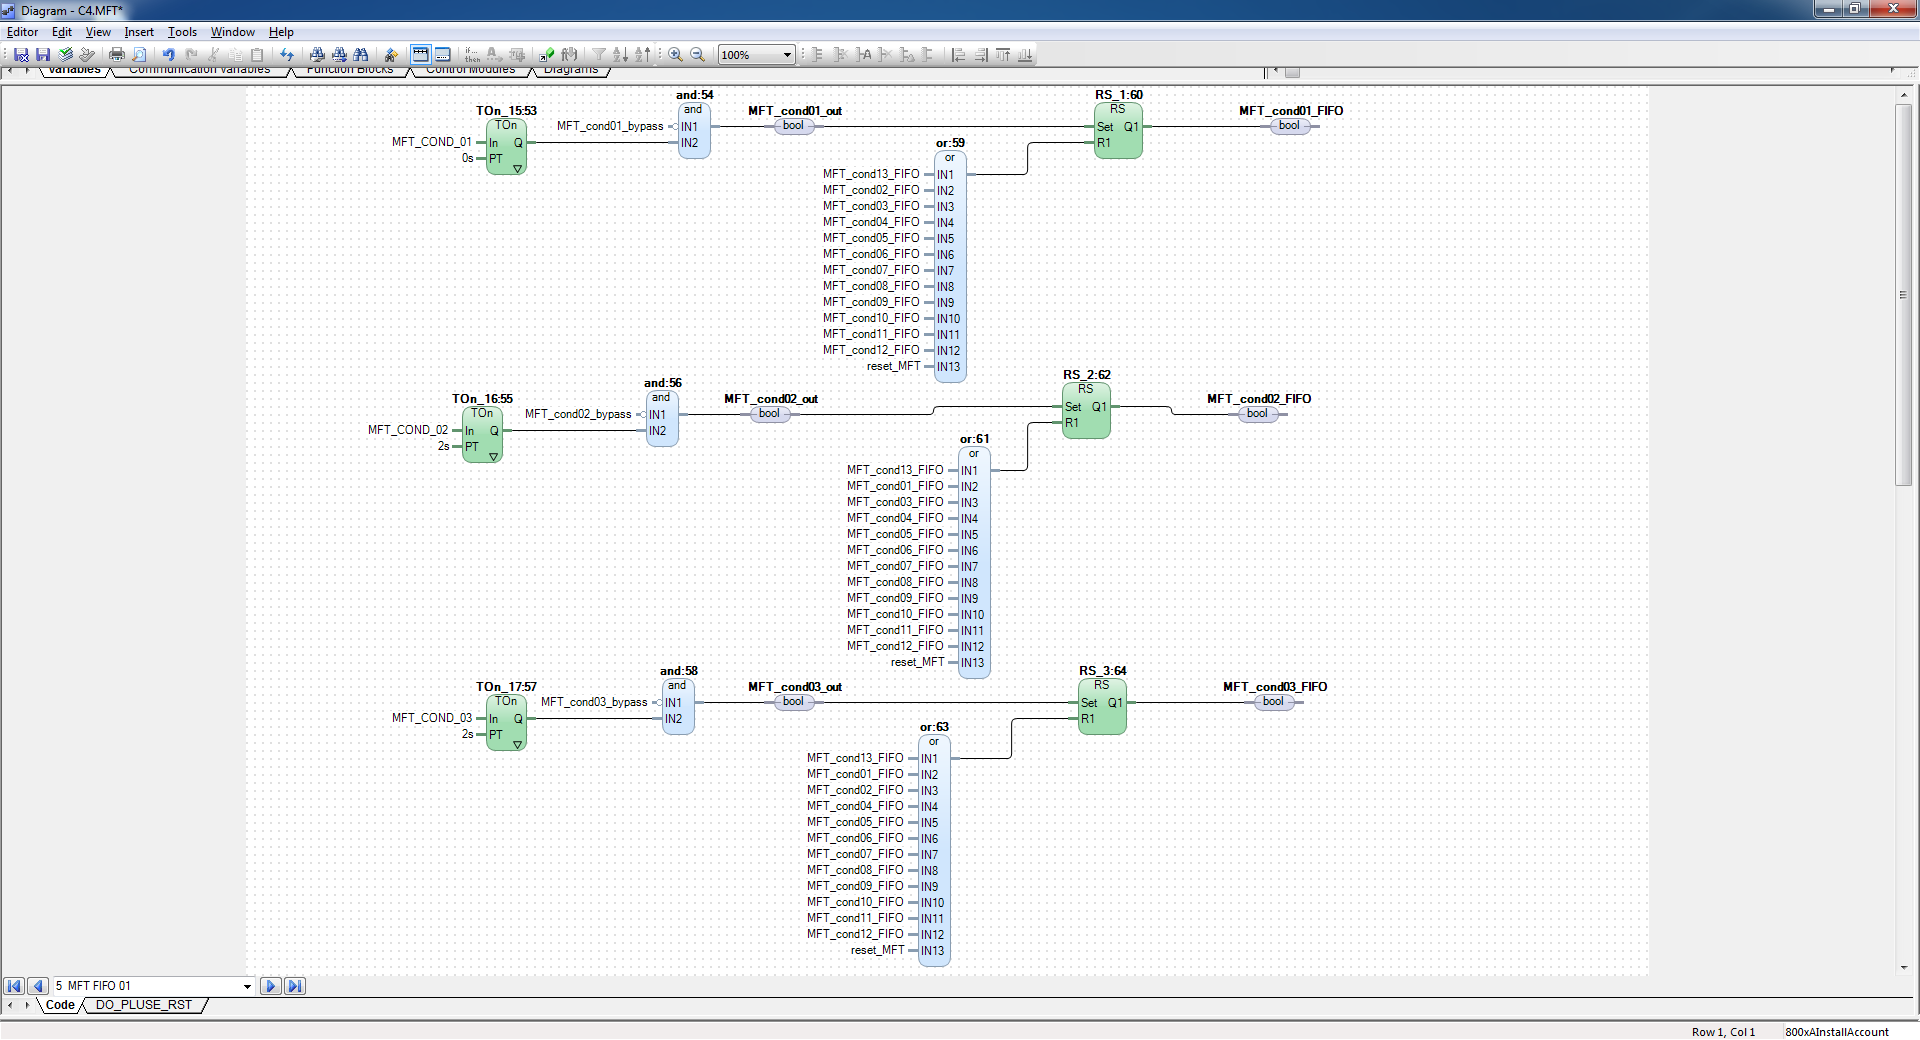 Diagram - C4.MFT*
Editor Edit View Insert Tools Window Help
if... then
100%
Variables Communication Variables Function Blocks Control Modules Diagrams
and:54
RS_1:60
TOn_15:53
and
MFT_cond01_out
RS
MFT_cond01_FIFO
TOn
MFT_cond01_bypass IN1
bool
Set Q1
bool
MFT_COND_01 In Q
IN2
R1
0s PT
or:59
or
MFT_cond13_FIFO IN1
MFT_cond02_FIFO IN2
MFT_cond03_FIFO IN3
MFT_cond04_FIFO IN4
MFT_cond05_FIFO IN5
MFT_cond06_FIFO IN6
MFT_cond07_FIFO IN7
MFT_cond08_FIFO IN8
MFT_cond09_FIFO IN9
MFT_cond10_FIFO IN10
MFT_cond11_FIFO IN11
MFT_cond12_FIFO IN12
reset_MFT IN13
and:56
RS_2:62
TOn_16:55
and
MFT_cond02_out
RS
MFT_cond02_FIFO
TOn
MFT_cond02_bypass IN1
bool
Set Q1
bool
MFT_COND_02 In Q
IN2
R1
2s PT
or:61
or
MFT_cond13_FIFO IN1
MFT_cond01_FIFO IN2
MFT_cond03_FIFO IN3
MFT_cond04_FIFO IN4
MFT_cond05_FIFO IN5
MFT_cond06_FIFO IN6
MFT_cond07_FIFO IN7
MFT_cond08_FIFO IN8
MFT_cond09_FIFO IN9
MFT_cond10_FIFO IN10
MFT_cond11_FIFO IN11
MFT_cond12_FIFO IN12
reset_MFT IN13
and:58
RS_3:64
TOn_17:57
and
MFT_cond03_out
RS
MFT_cond03_FIFO
TOn
MFT_cond03_bypass IN1
bool
Set Q1
bool
MFT_COND_03 In Q
IN2
R1
2s PT
or:63
or
MFT_cond13_FIFO IN1
MFT_cond01_FIFO IN2
MFT_cond02_FIFO IN3
MFT_cond04_FIFO IN4
MFT_cond05_FIFO IN5
MFT_cond06_FIFO IN6
MFT_cond07_FIFO IN7
MFT_cond08_FIFO IN8
MFT_cond09_FIFO IN9
MFT_cond10_FIFO IN10
MFT_cond11_FIFO IN11
MFT_cond12_FIFO IN12
reset_MFT IN13
5 MFT FIFO 01
Code DO_PLUSE_RST
Row 1, Col 1 800xAInstallAccount